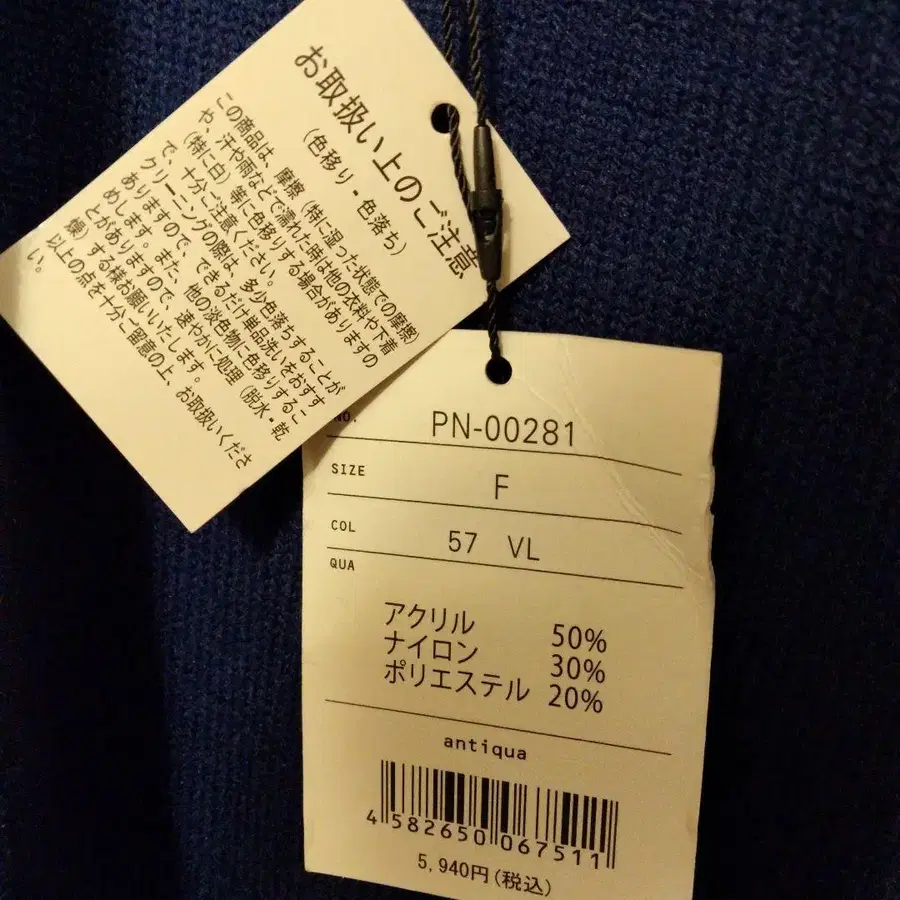 お取扱い上のご注意
(色移り・色落ち)
この商品は、摩擦(特に湿った状態での摩擦)
や、汗や雨などで濡れた時は他の衣料や下着
(特に白)等に色移りする場合がありますの
で、十分ご注意ください。
クリーニングの際は、多少色落ちすることが
ありますので、できるだけ単品洗いをおすす
めします。また、他の淡色物に色移りするこ
とがありますので、速やかに処理(脱水・乾
燥)する様お願いいたします。
以上の点を十分ご留意の上、お取扱いくださ
い。
NO.
PN-00281
SIZE
F
COL
57 VL
QUA
アクリル 50%
ナイロン 30%
ポリエステル 20%
antiqua
4 582650 067511
5,940円(税込)